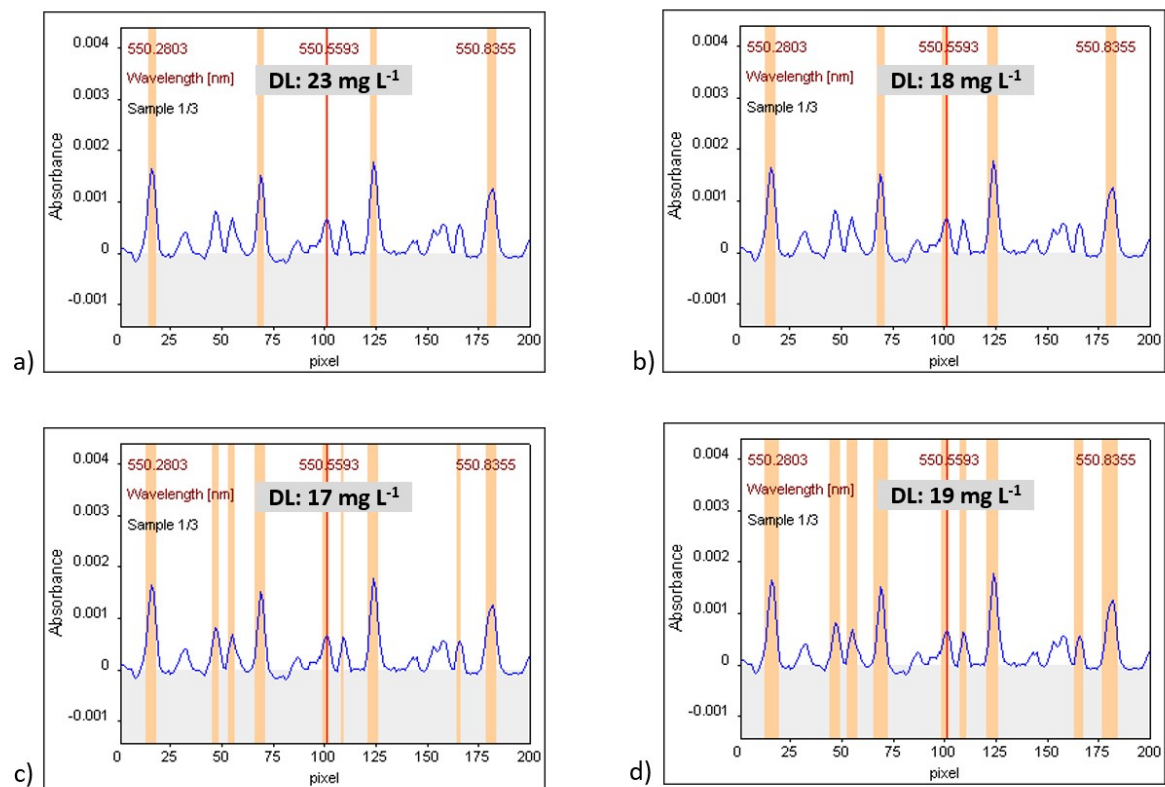 0.004
550.2803 550.5593 550.8355
Wavelength [nm]
DL: 23 mg L⁻¹
0.003
Sample 1/3
0.002
Absorbance
0.001
0
-0.001
0 25 50 75 100 125 150 175 200
pixel
a)
0.004
550.2803 550.5593 550.8355
Wavelength [nm]
DL: 18 mg L⁻¹
0.003
Sample 1/3
0.002
Absorbance
0.001
0
-0.001
0 25 50 75 100 125 150 175 200
pixel
b)
0.004
550.2803 550.5593 550.8355
Wavelength [nm]
DL: 17 mg L⁻¹
0.003
Sample 1/3
0.002
Absorbance
0.001
0
-0.001
0 25 50 75 100 125 150 175 200
pixel
c)
0.004
550.2803 550.5593 550.8355
Wavelength [nm]
DL: 19 mg L⁻¹
0.003
Sample 1/3
0.002
Absorbance
0.001
0
-0.001
0 25 50 75 100 125 150 175 200
pixel
d)